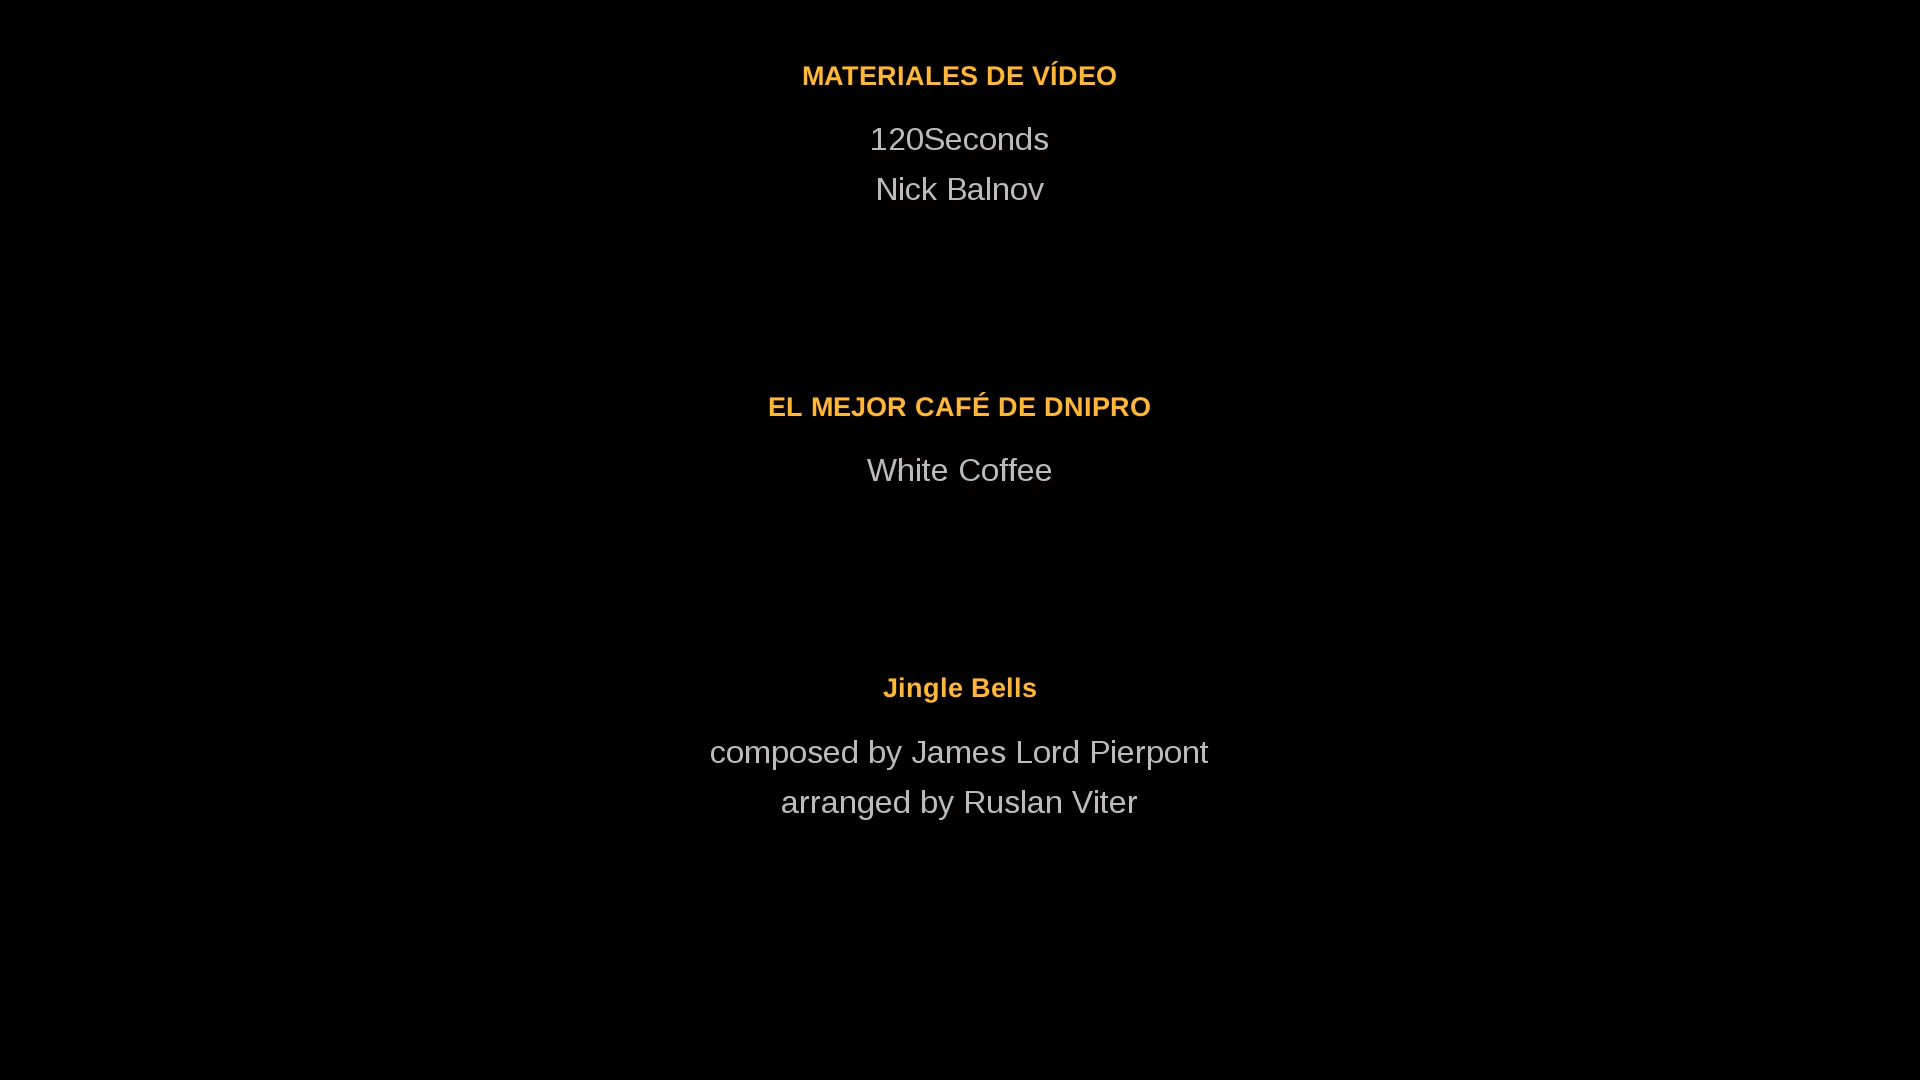 MATERIALES DE VÍDEO
120Seconds
Nick Balnov
EL MEJOR CAFÉ DE DNIPRO
White Coffee
Jingle Bells
composed by James Lord Pierpont
arranged by Ruslan Viter